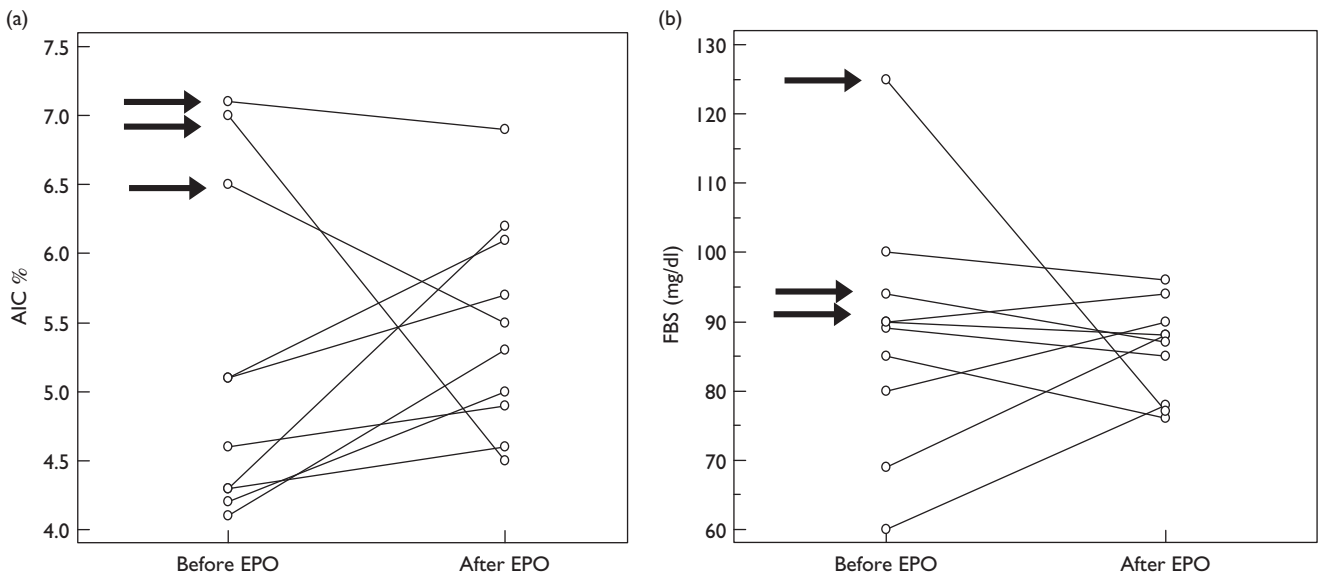 (a)
7.5
7.0
6.5
6.0
5.5
5.0
4.5
4.0
AIC %
Before EPO
After EPO
(b)
130
120
110
100
90
80
70
60
FBS (mg/dl)
Before EPO
After EPO